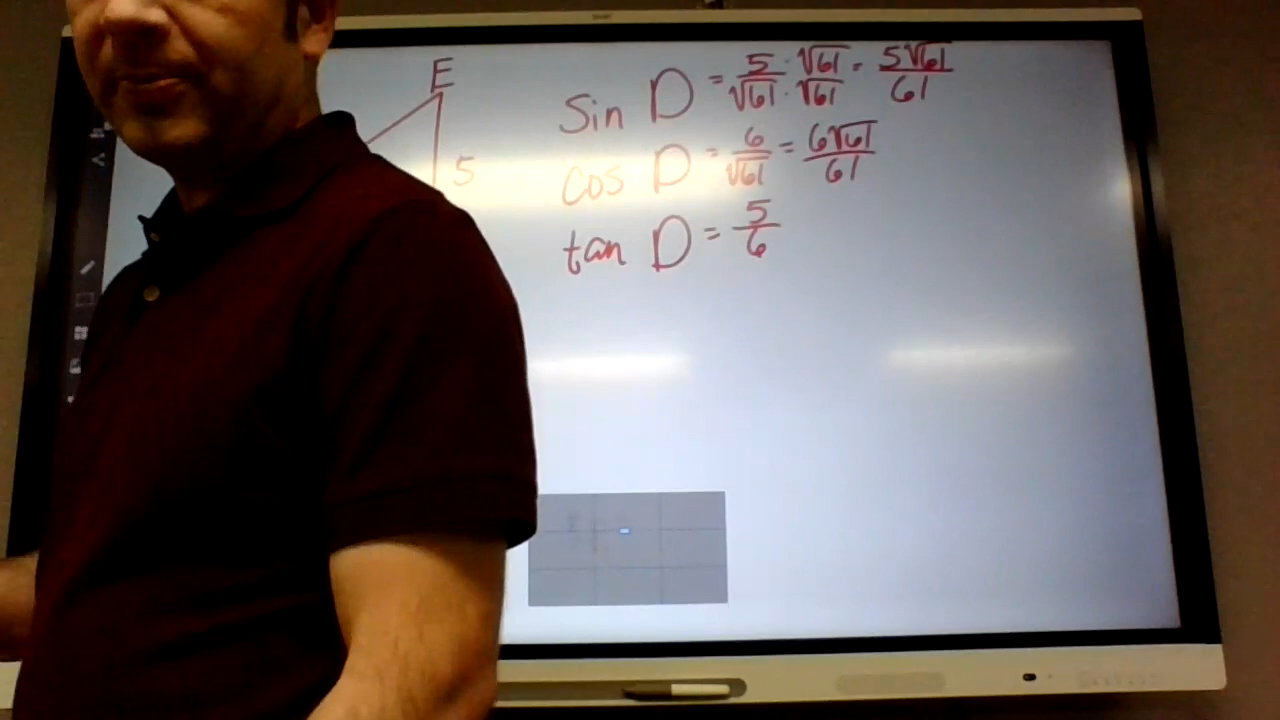 E
5
sin D = 5/√61 · √61/√61 = 5√61/61
cos D = 6/√61 = 6√61/61
tan D = 5/6